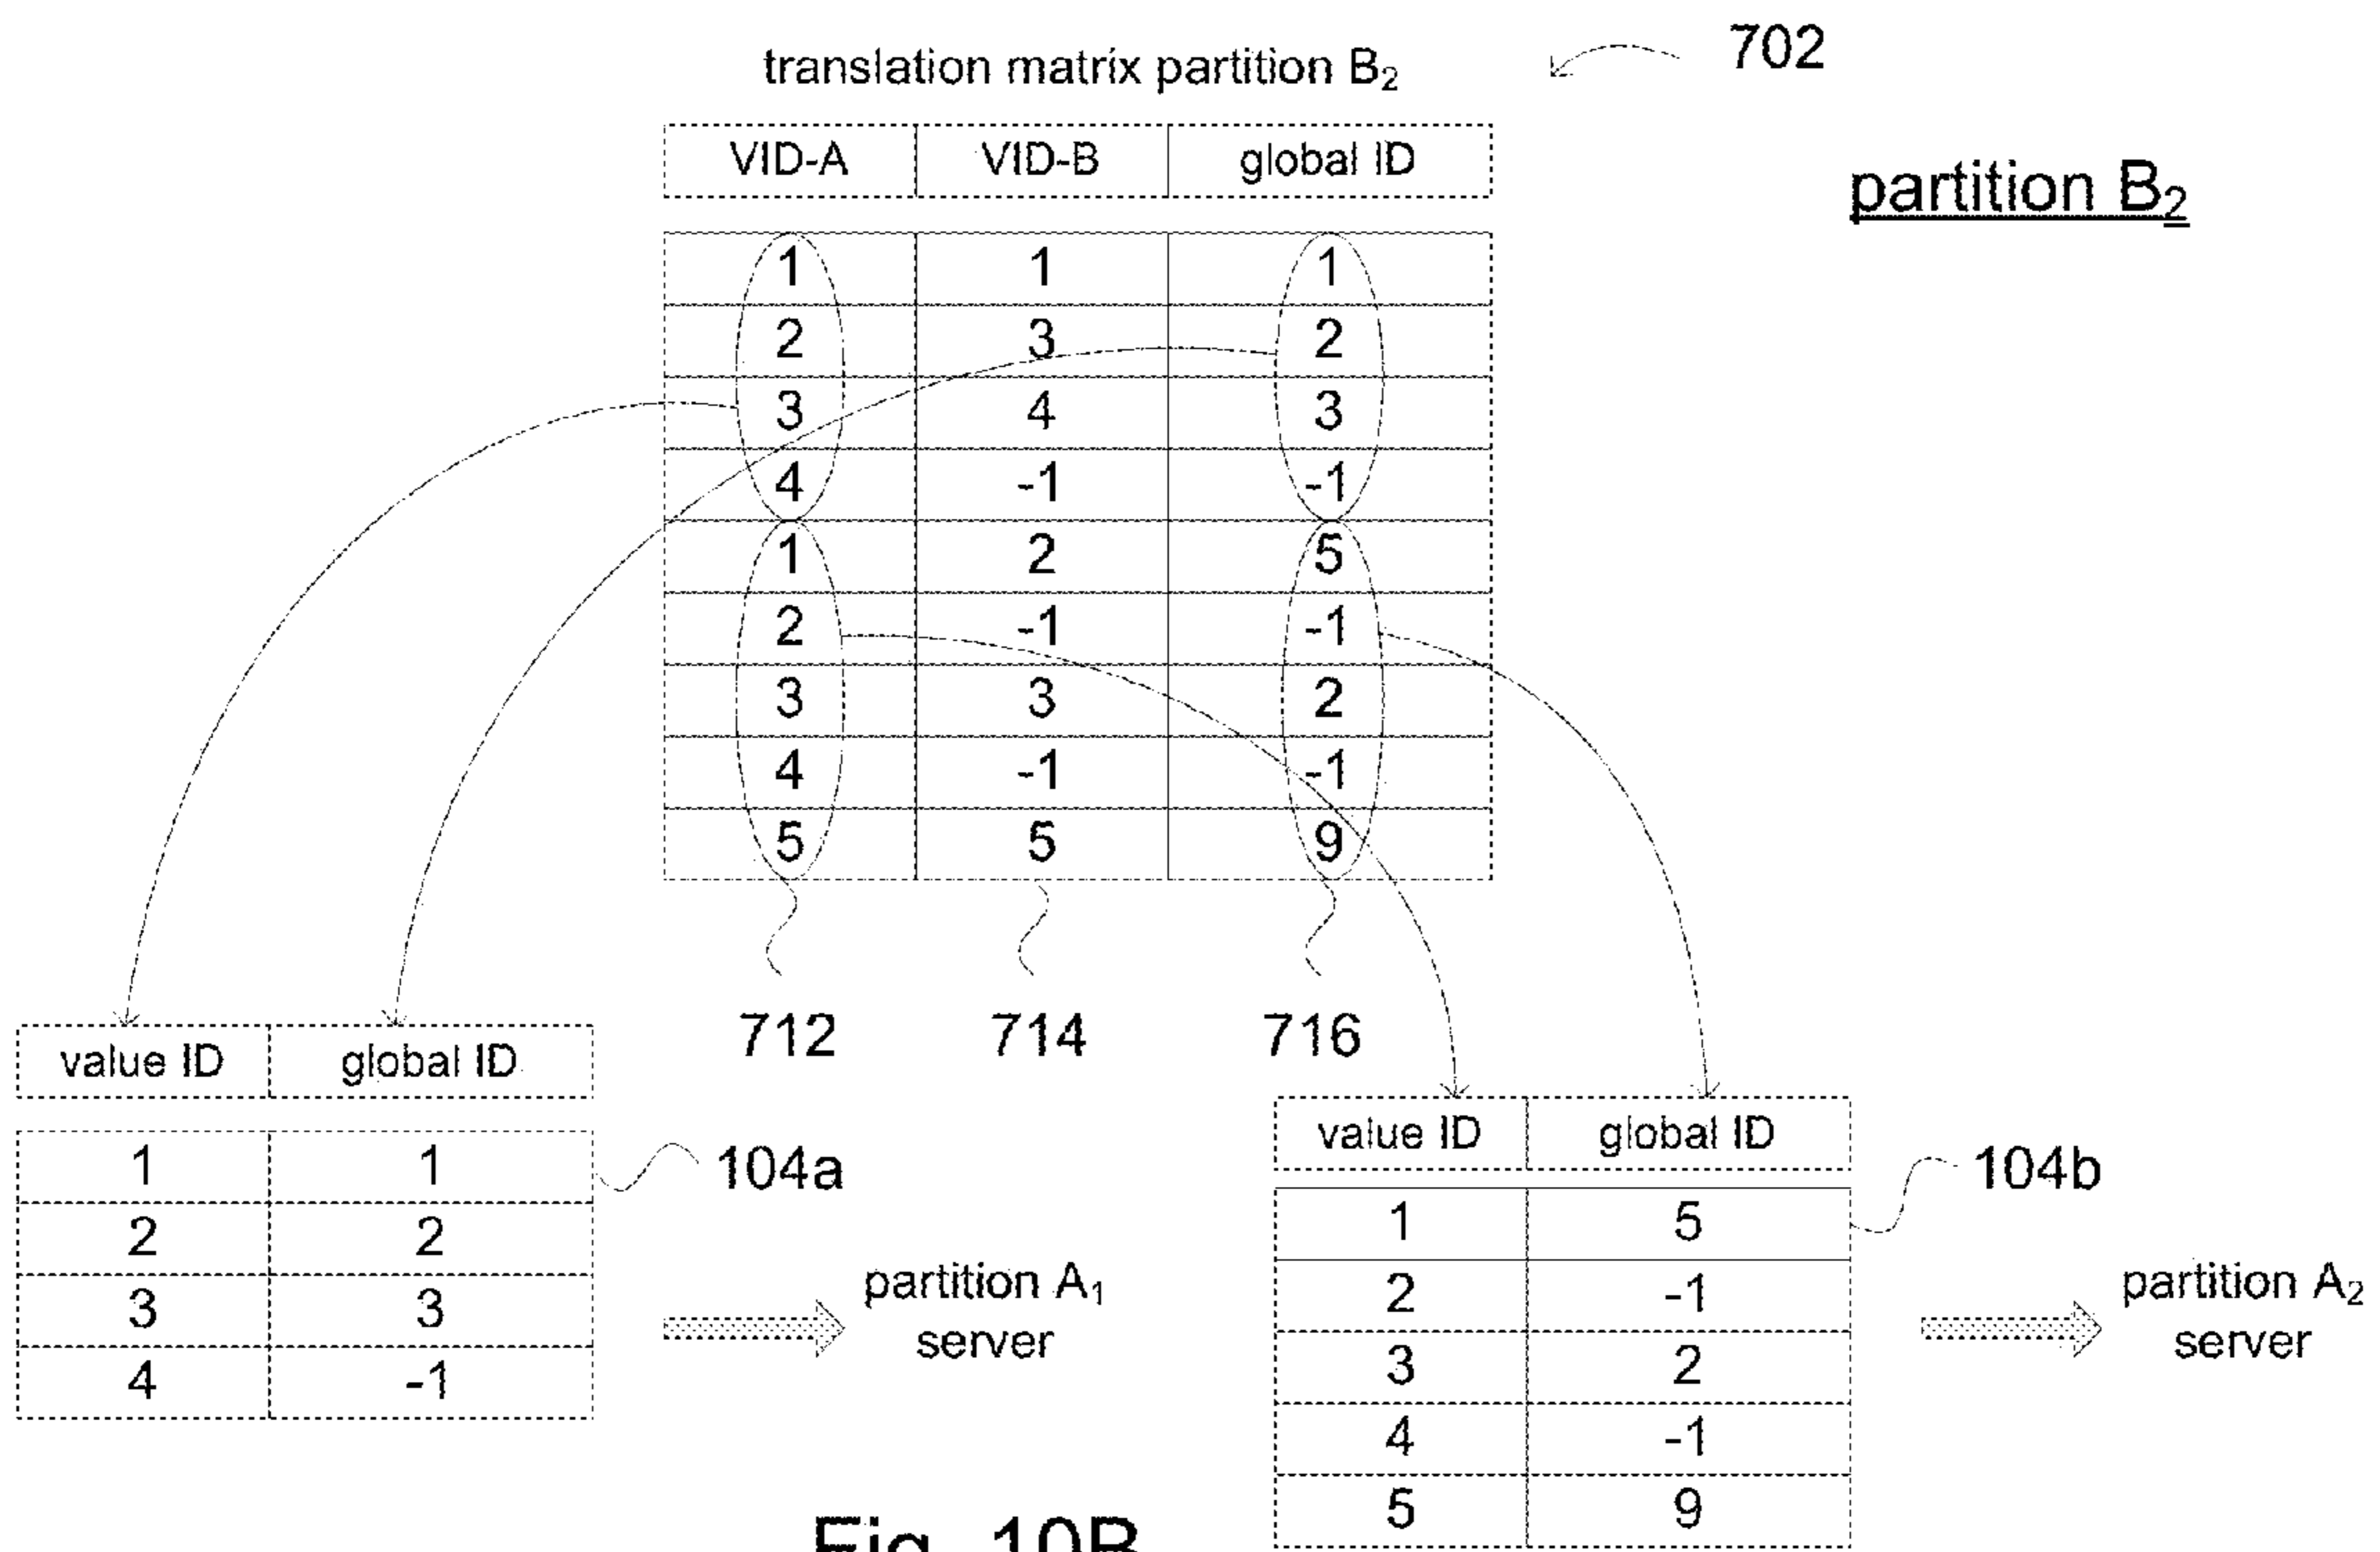 translation matrix partition B₂ 702
VID-A VID-B global ID
partition B₂
1 1 1
2 3 2
3 4 3
4 -1 -1
1 2 5
2 -1 -1
3 3 2
4 -1 -1
5 5 9
712 714 716
value ID global ID
1 1
2 2
3 3
4 -1
104a
partition A₁
server
value ID global ID
1 5
2 -1
3 2
4 -1
5 9
104b
partition A₂
server
Fig. 10B